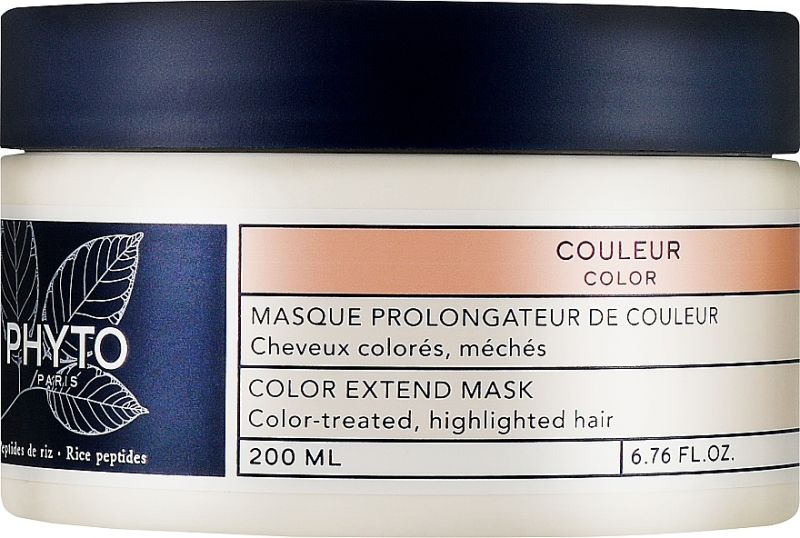 PHYTO
PARIS
de riz · Rice peptides
COULEUR
COLOR
MASQUE PROLONGATEUR DE COULEUR
Cheveux colorés, méchés
COLOR EXTEND MASK
Color-treated, highlighted hair
200 ML
6.76 FL.OZ.